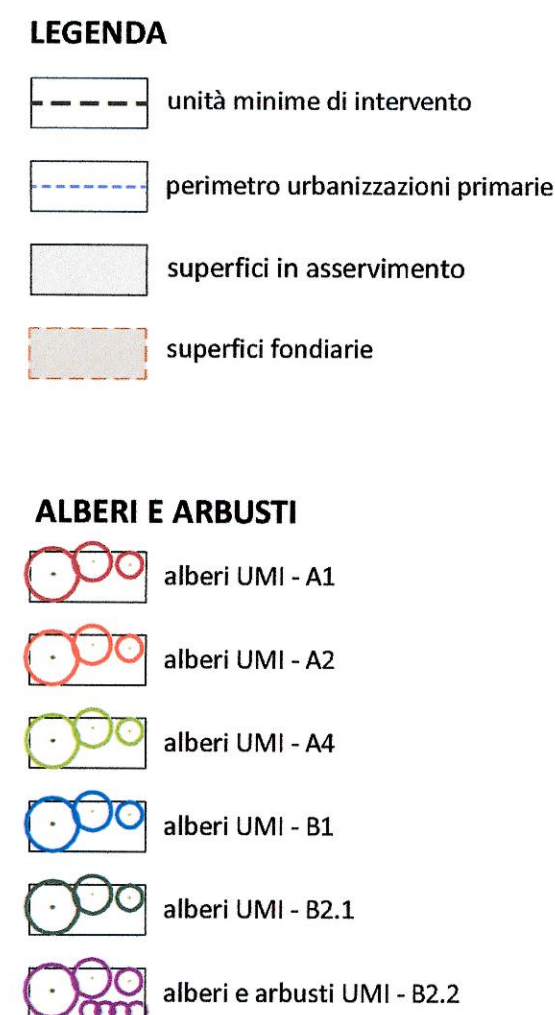 LEGENDA
unità minime di intervento
perimetro urbanizzazioni primarie
superfici in asservimento
superfici fondiarie
ALBERI E ARBUSTI
alberi UMI - A1
alberi UMI - A2
alberi UMI - A4
alberi UMI - B1
alberi UMI - B2.1
alberi e arbusti UMI - B2.2